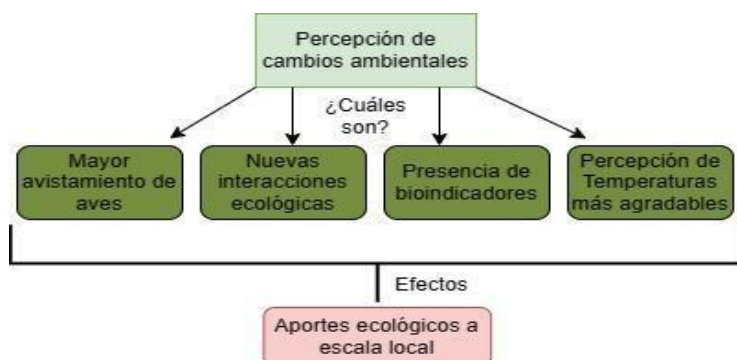 Percepción de
cambios ambientales
¿Cuáles
son?
Mayor
avistamiento de
aves
Nuevas
interacciones
ecológicas
Presencia de
bioindicadores
Percepción de
Temperaturas
más agradables
Efectos
Aportes ecológicos a
escala local